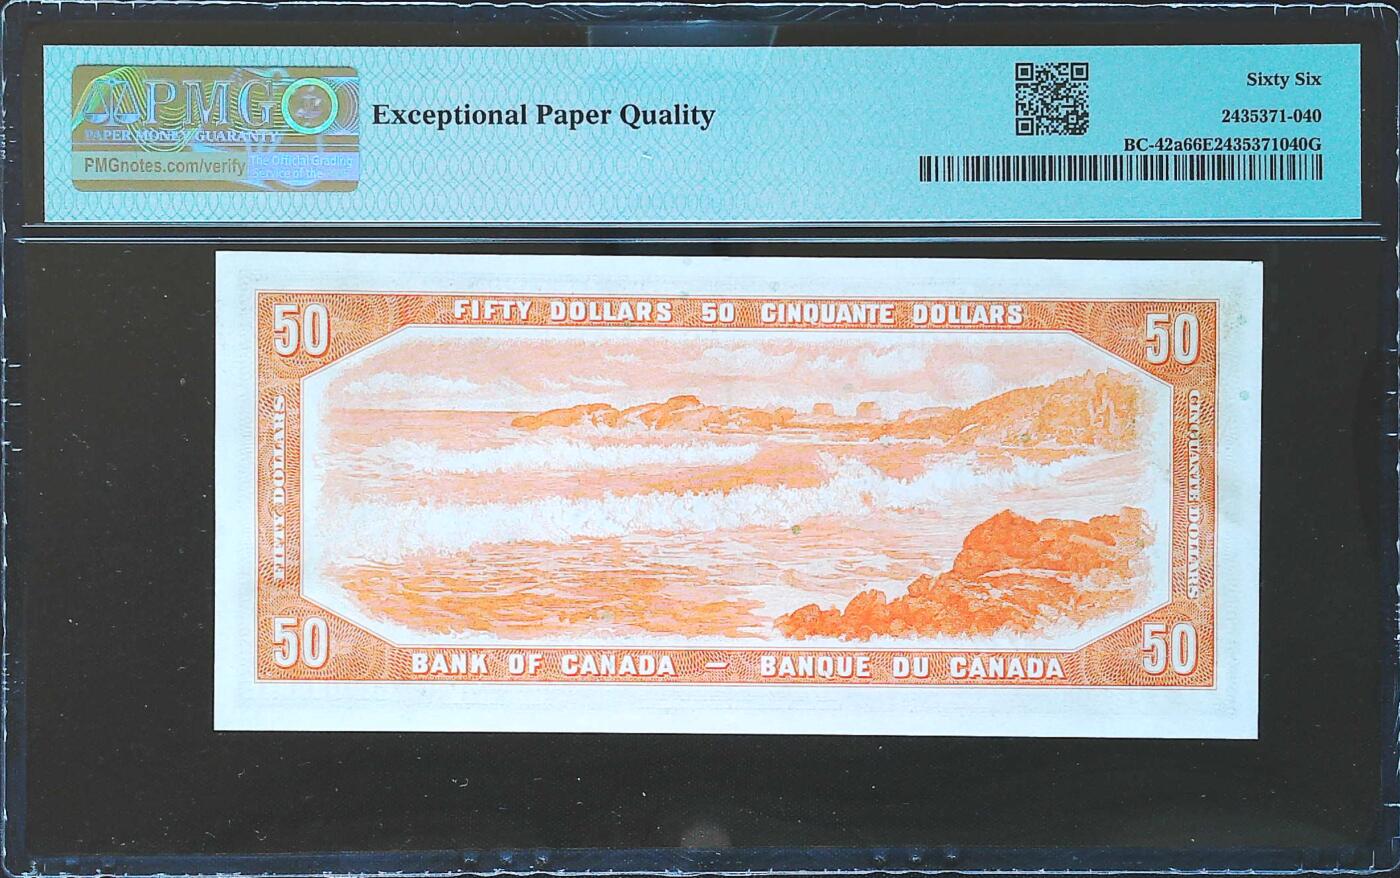 PMG
PAPER MONEY GUARANTY
PMGnotes.com/verify
The Official Grading
Service of the
Exceptional Paper Quality
Sixty Six
2435371-040
BC-42a66E2435371040G
50 FIFTY DOLLARS 50 CINQUANTE DOLLARS 50
FIFTY DOLLARS
CINQUANTE DOLLARS
50 BANK OF CANADA – BANQUE DU CANADA 50